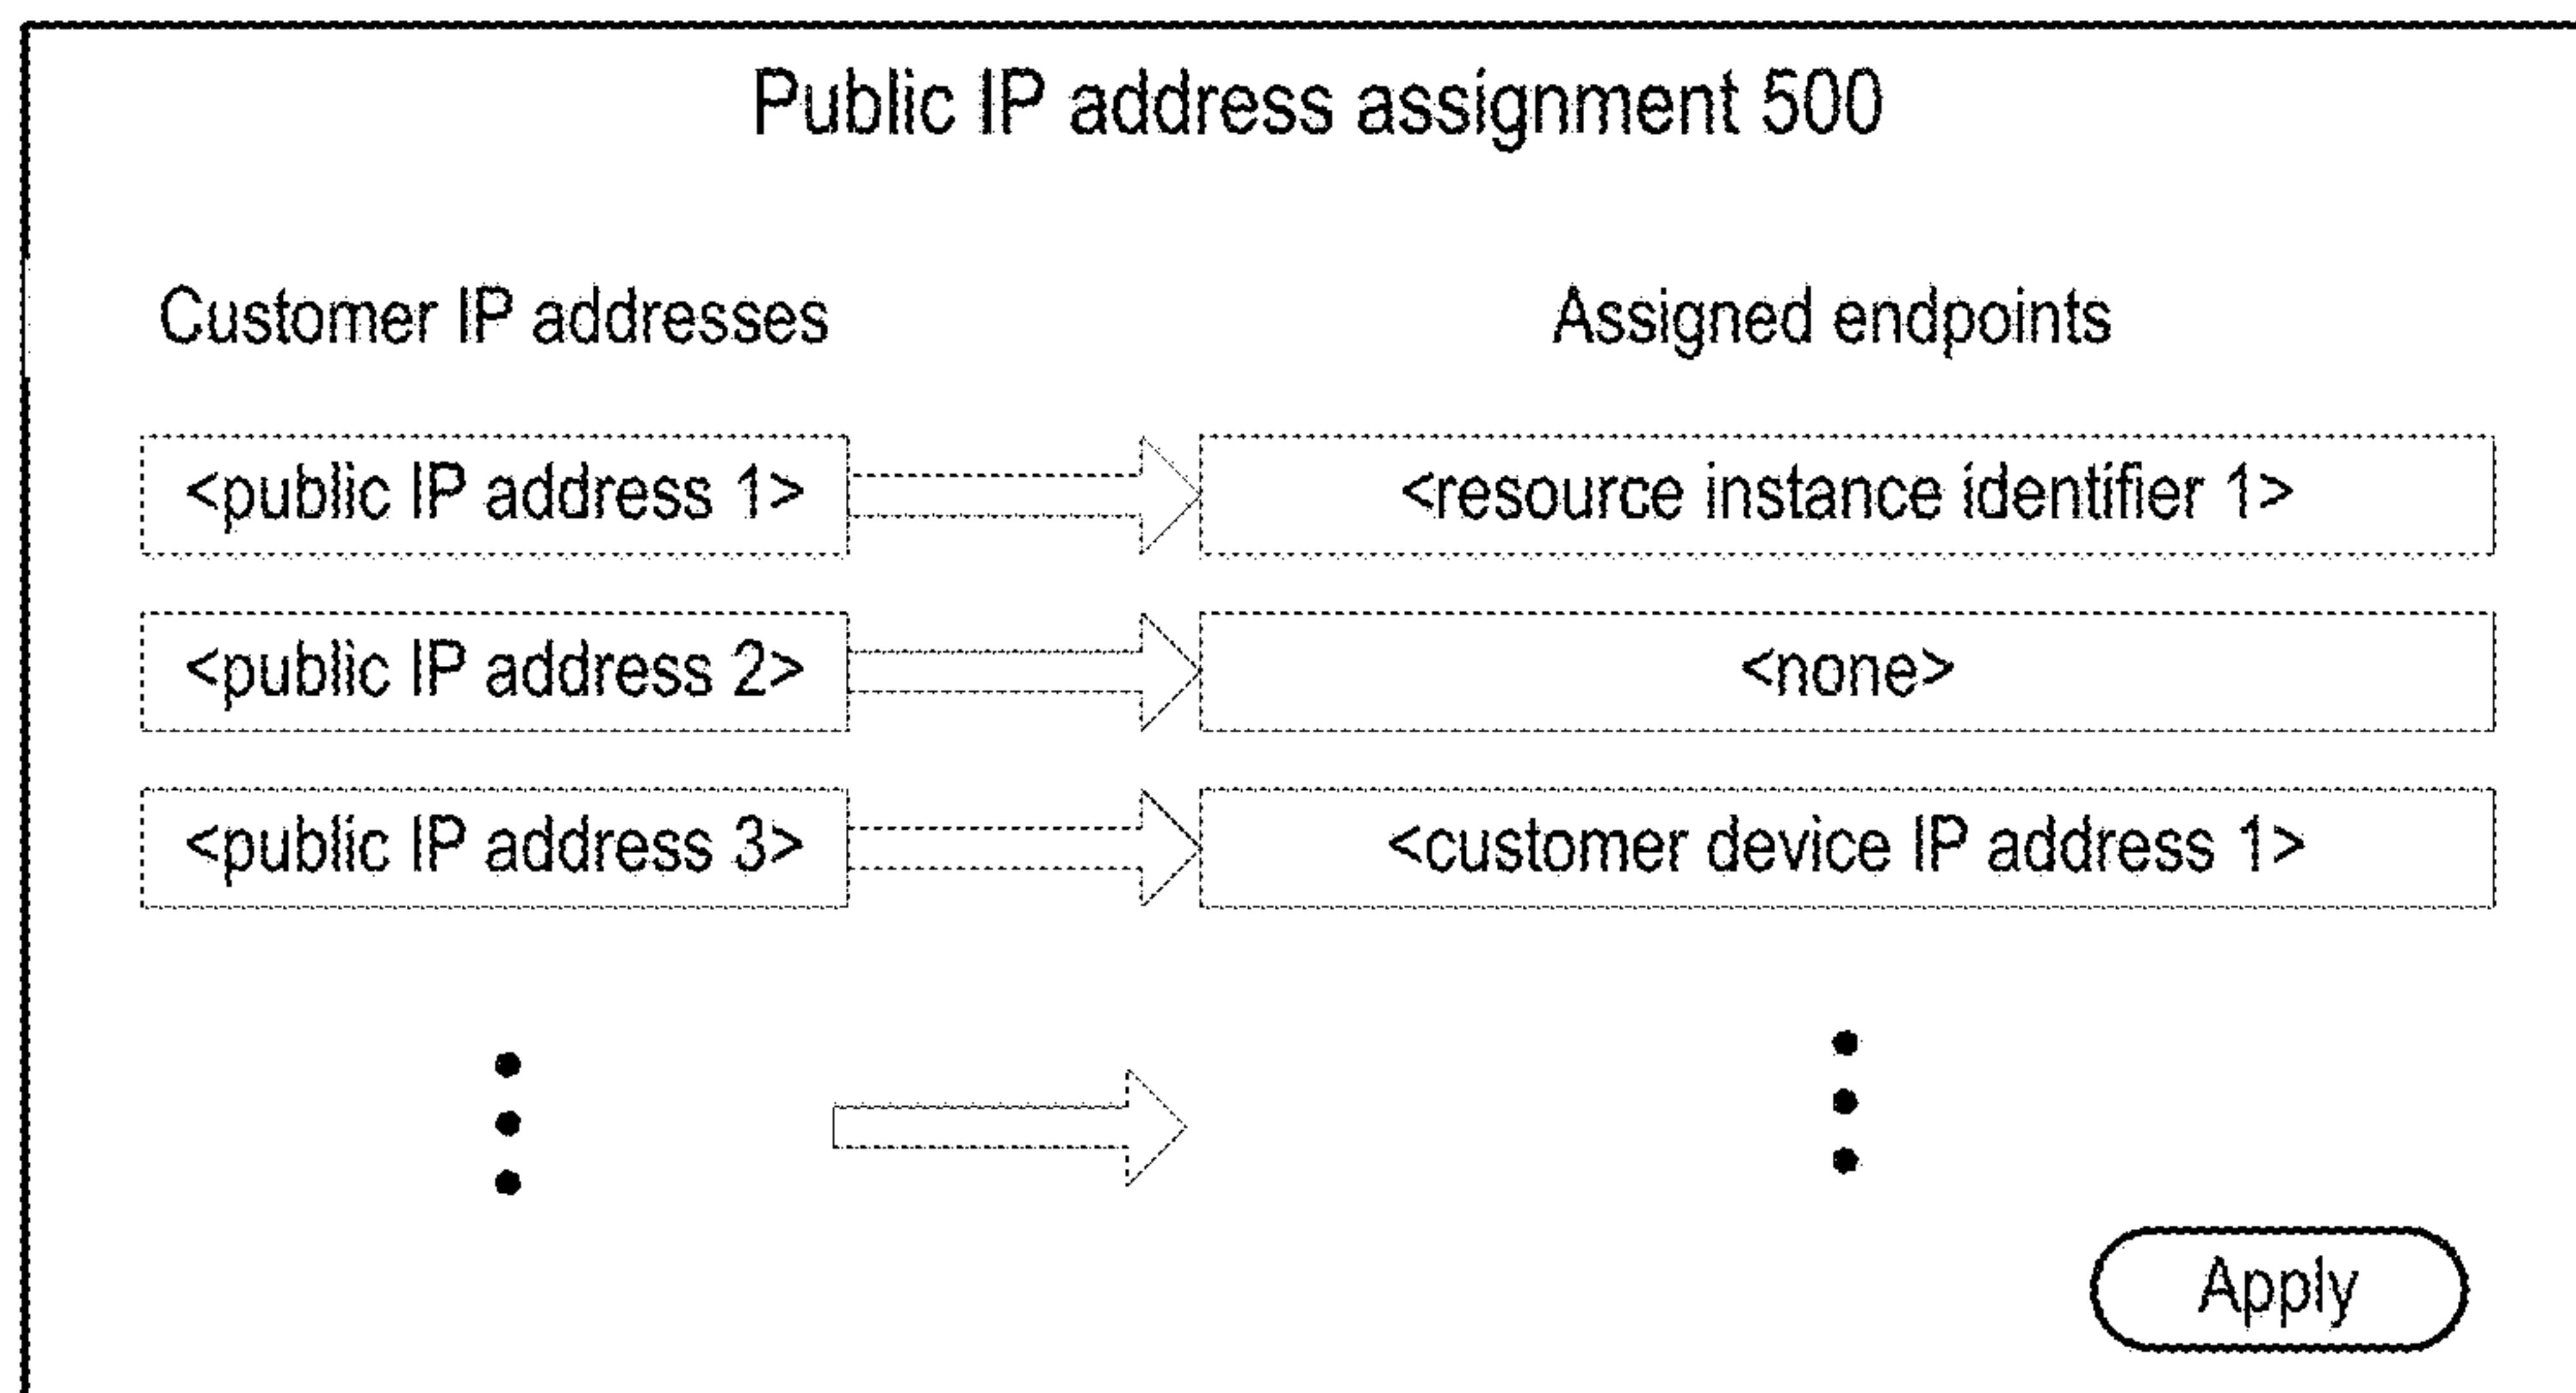 Public IP address assignment 500
Customer IP addresses Assigned endpoints
<public IP address 1> <resource instance identifier 1>
<public IP address 2> <none>
<public IP address 3> <customer device IP address 1>
Apply